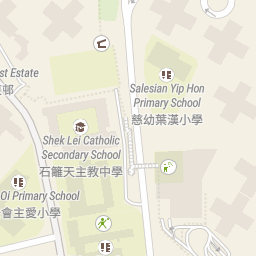 st Estate
邨
Salesian Yip Hon
Primary School
慈幼葉漢小學
Shek Lei Catholic
Secondary School
石籬天主教中學
Oi Primary School
會主愛小學